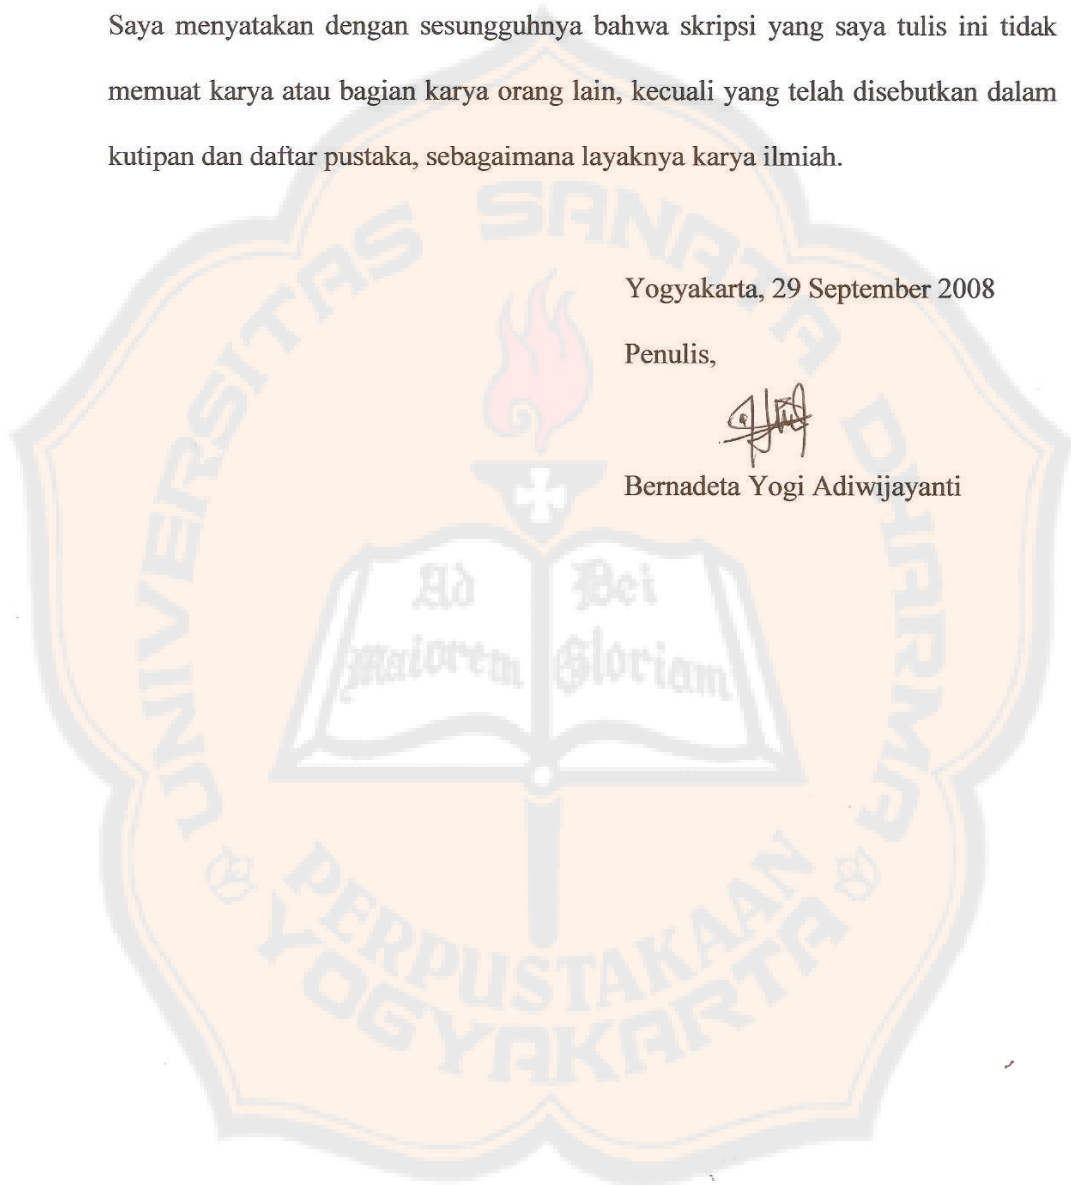 Saya menyatakan dengan sesungguhnya bahwa skripsi yang saya tulis ini tidak
memuat karya atau bagian karya orang lain, kecuali yang telah disebutkan dalam
kutipan dan daftar pustaka, sebagaimana layaknya karya ilmiah.
UNIVERSITAS SANATA DHARMA
Yogyakarta, 29 September 2008
Penulis,
Bernadeta Yogi Adiwijayanti
Ad Dei
Maiorem Gloriam
PERPUSTAKAAN
YOGYAKARTA